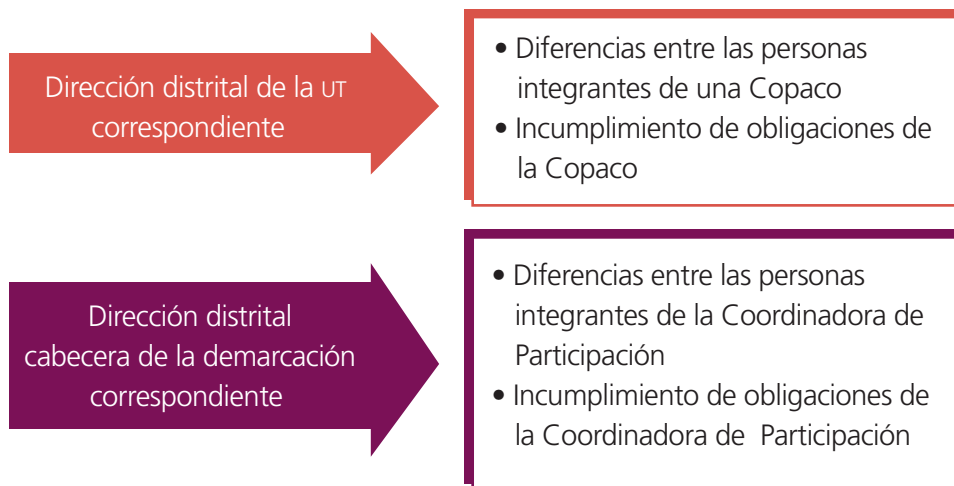 Dirección distrital de la UT
correspondiente
• Diferencias entre las personas
integrantes de una Copaco
• Incumplimiento de obligaciones de
la Copaco
Dirección distrital
cabecera de la demarcación
correspondiente
• Diferencias entre las personas
integrantes de la Coordinadora de
Participación
• Incumplimiento de obligaciones de
la Coordinadora de Participación